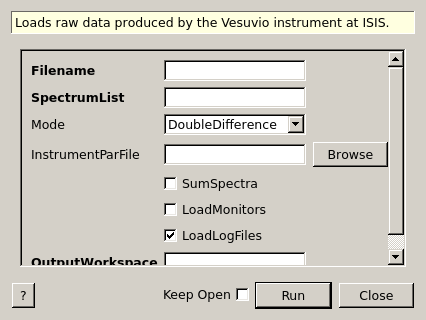 Loads raw data produced by the Vesuvio instrument at ISIS.
Filename
SpectrumList
Mode DoubleDifference
InstrumentParFile Browse
SumSpectra
LoadMonitors
LoadLogFiles
OutputWorkspace
? Keep Open Run Close